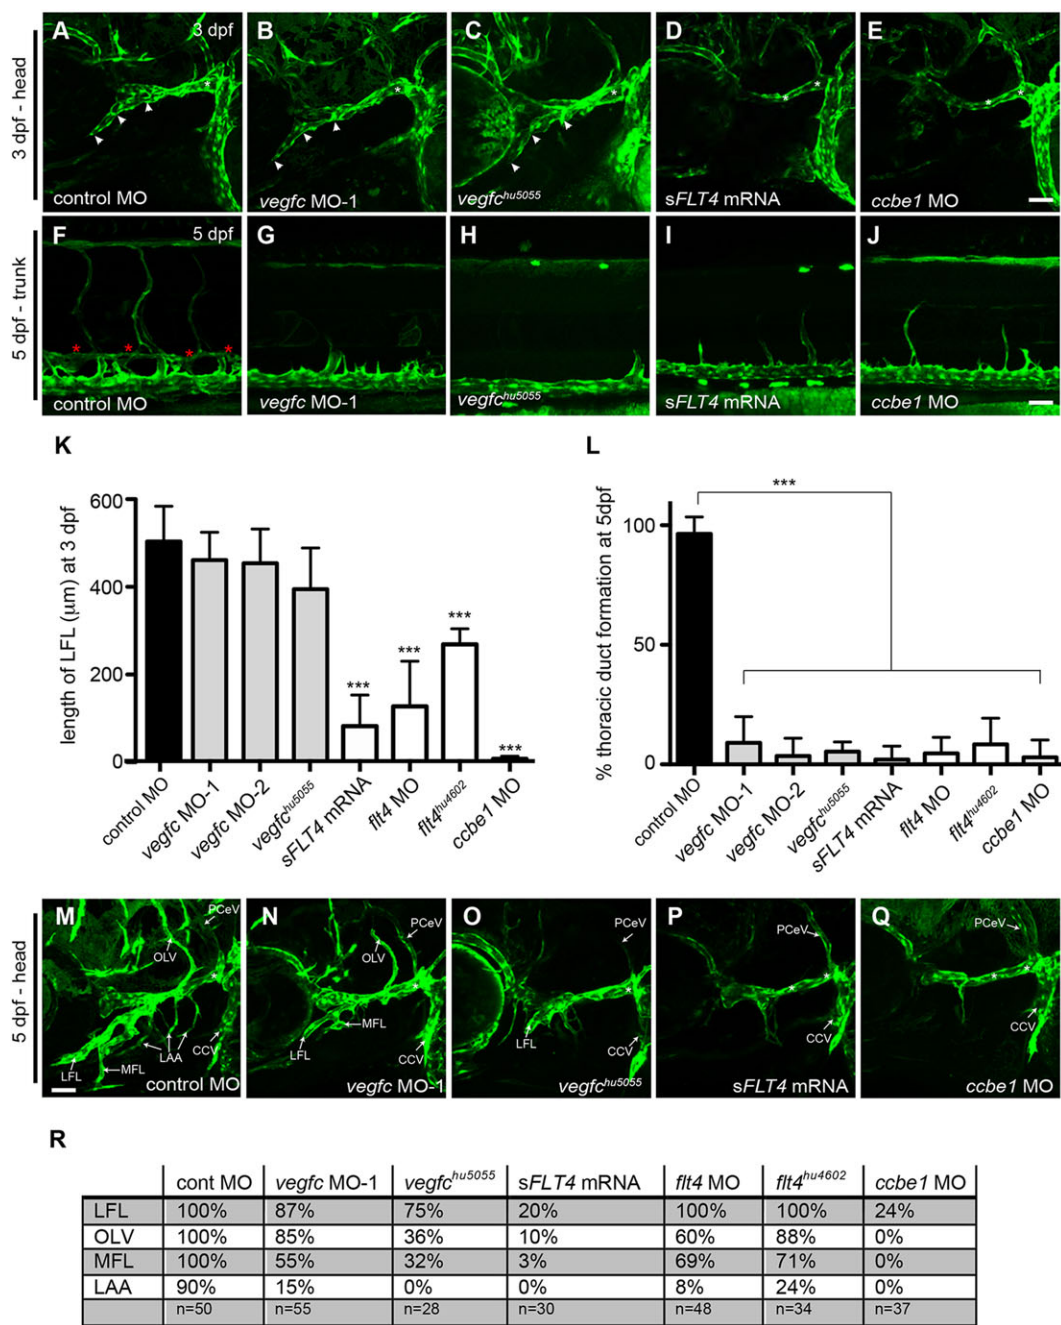 A 3 dpf
B
C
D
E
3 dpf - head
control MO
vegfc MO-1
vegfc^hu5055
sFLT4 mRNA
ccbe1 MO
F 5 dpf
G
H
I
J
5 dpf - trunk
* * * *
control MO
vegfc MO-1
vegfc^hu5055
sFLT4 mRNA
ccbe1 MO
K
length of LFL (µm) at 3 dpf
600
400
200
0
***
***
***
***
control MO
vegfc MO-1
vegfc MO-2
vegfc^hu5055
sFLT4 mRNA
flt4 MO
flt4^hu4602
ccbe1 MO
L
% thoracic duct formation at 5dpf
100
50
0
***
control MO
vegfc MO-1
vegfc MO-2
vegfc^hu5055
sFLT4 mRNA
flt4 MO
flt4^hu4602
ccbe1 MO
5 dpf - head
M
PCeV
OLV
*
LAA
CCV
LFL
MFL
control MO
N
PCeV
OLV
*
MFL
LFL
CCV
vegfc MO-1
O
PCeV
*
LFL
CCV
vegfc^hu5055
P
PCeV
* *
CCV
sFLT4 mRNA
Q
PCeV
* *
CCV
ccbe1 MO
R
cont MO vegfc MO-1 vegfc^hu5055 sFLT4 mRNA flt4 MO flt4^hu4602 ccbe1 MO
LFL 100% 87% 75% 20% 100% 100% 24%
OLV 100% 85% 36% 10% 60% 88% 0%
MFL 100% 55% 32% 3% 69% 71% 0%
LAA 90% 15% 0% 0% 8% 24% 0%
n=50 n=55 n=28 n=30 n=48 n=34 n=37